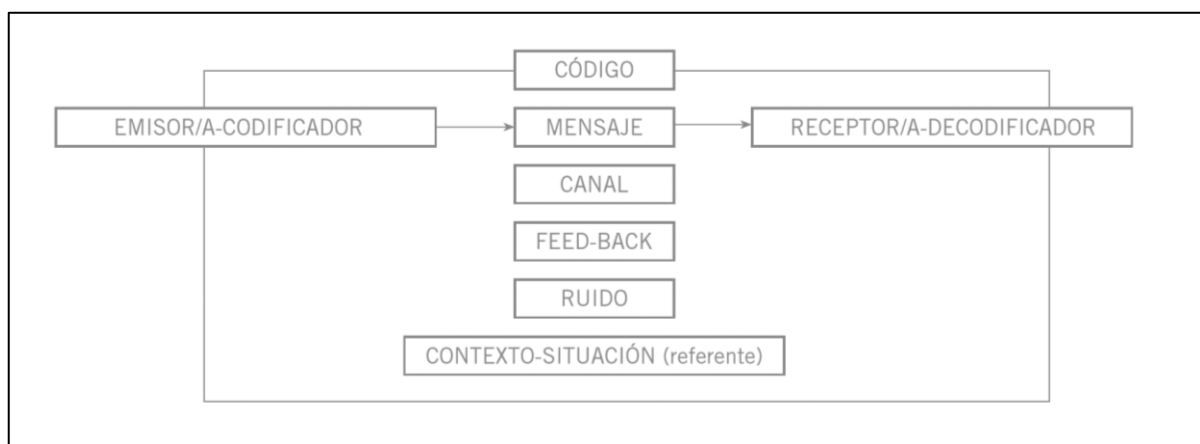 CÓDIGO
EMISOR/A-CODIFICADOR
MENSAJE
RECEPTOR/A-DECODIFICADOR
CANAL
FEED-BACK
RUIDO
CONTEXTO-SITUACIÓN (referente)